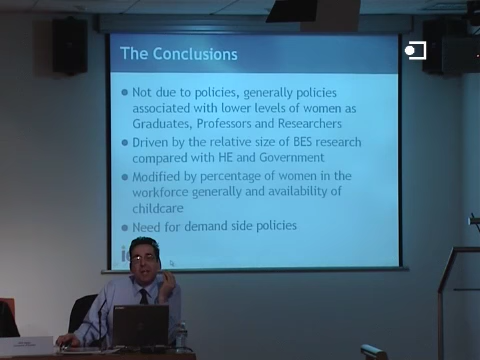 The Conclusions
Not due to policies, generally policies
associated with lower levels of women as
Graduates, Professors and Researchers
Driven by the relative size of BES research
compared with HE and Government
Modified by percentage of women in the
workforce generally and availability of
childcare
Need for demand side policies